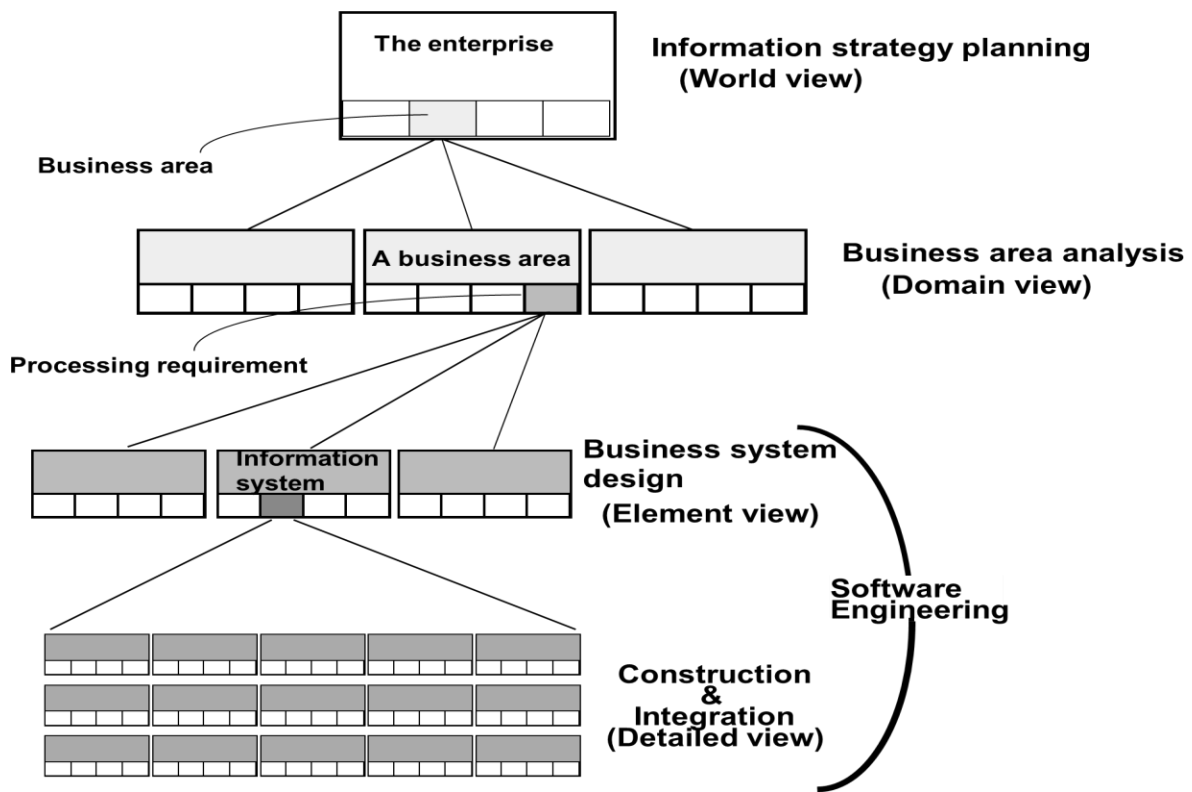 The enterprise
Information strategy planning
(World view)
Business area
A business area
Business area analysis
(Domain view)
Processing requirement
Information
system
Business system
design
(Element view)
Software
Engineering
Construction
&
Integration
(Detailed view)